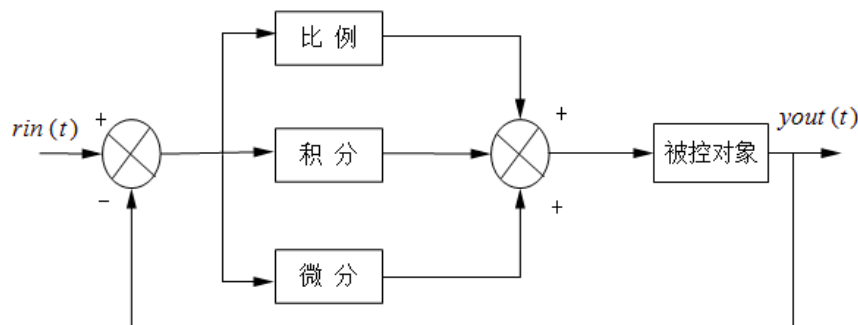 比 例
rin (t)
+
积 分
+
被控对象
yout (t)
−
+
微 分